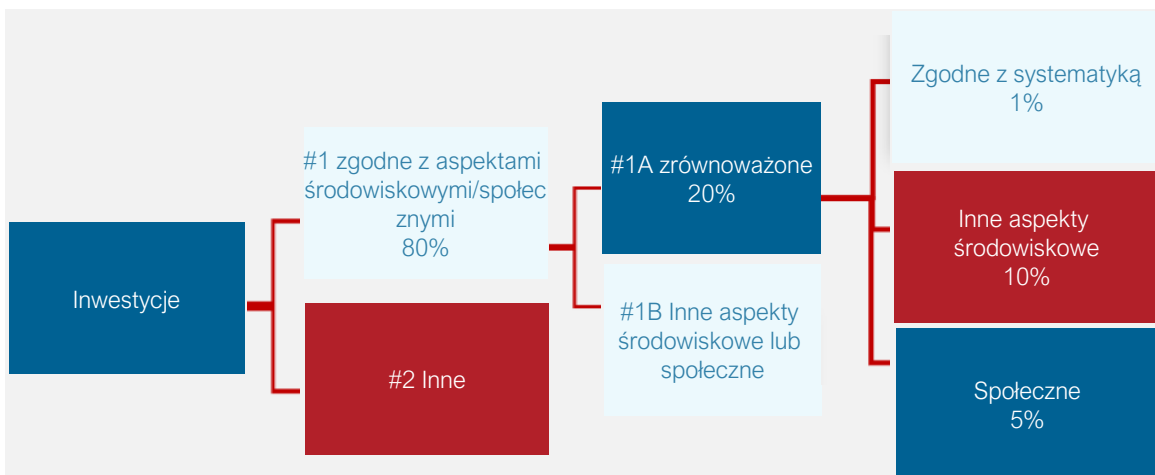 Inwestycje
#1 zgodne z aspektami
środowiskowymi/społec
znymi
80%
#2 Inne
#1A zrównoważone
20%
#1B Inne aspekty
środowiskowe lub
społeczne
Zgodne z systematyką
1%
Inne aspekty
środowiskowe
10%
Społeczne
5%